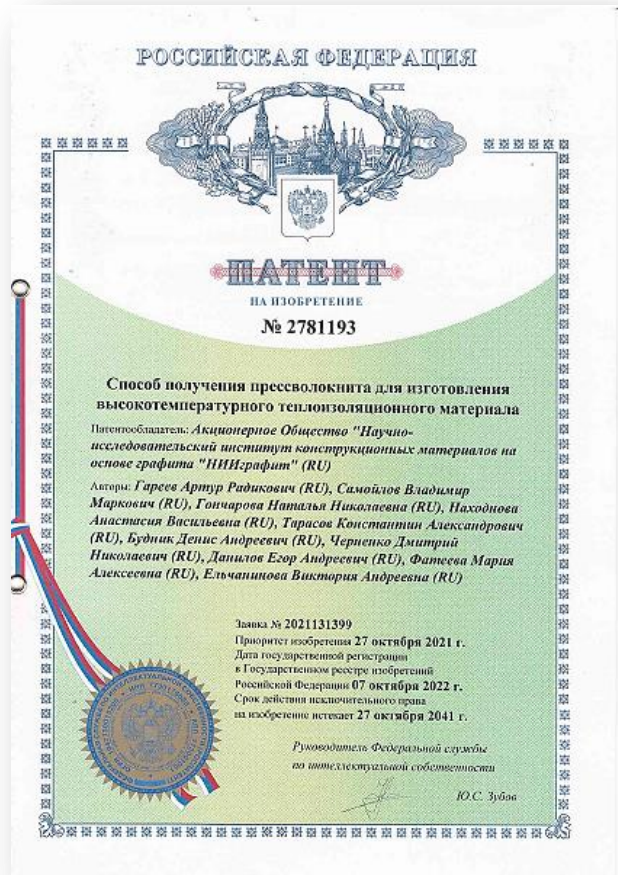 РОССИЙСКАЯ ФЕДЕРАЦИЯ
ПАТЕНТ
НА ИЗОБРЕТЕНИЕ
№ 2781193
Способ получения прессволокнита для изготовления
высокотемпературного теплоизоляционного материала
Патентообладатель: Акционерное Общество "Научно-
исследовательский институт конструкционных материалов на
основе графита "НИИграфит" (RU)
Авторы: Гареев Артур Радикович (RU), Самойлов Владимир
Маркович (RU), Гончарова Наталья Николаевна (RU), Находнова
Анастасия Васильевна (RU), Тарасов Константин Александрович
(RU), Будник Денис Андреевич (RU), Черненко Дмитрий
Николаевич (RU), Данилов Егор Андреевич (RU), Фатеева Мария
Алексеевна (RU), Ельчанинова Виктория Андреевна (RU)
Заявка № 2021131399
Приоритет изобретения 27 октября 2021 г.
Дата государственной регистрации
в Государственном реестре изобретений
Российской Федерации 07 октября 2022 г.
Срок действия исключительного права
на изобретение истекает 27 октября 2041 г.
Руководитель Федеральной службы
по интеллектуальной собственности
Ю.С. Зубов